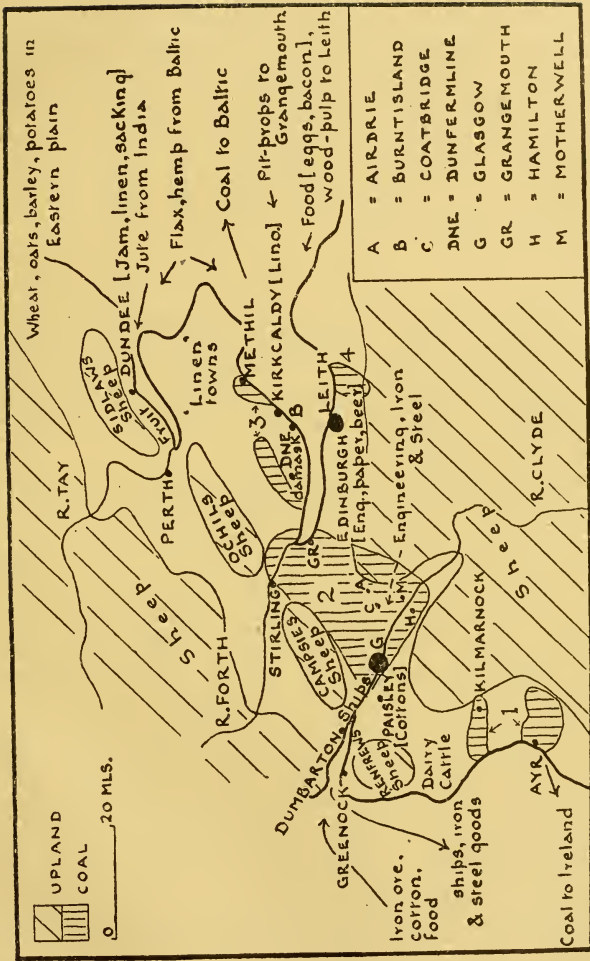 UPLAND
COAL
0 20 MLS.
Wheat, oats, barley, potatoes in
Eastern plain
R. TAY
SIDLAWS
Sheep
DUNDEE [Jam, linen, sacking]
Jute from India
Fruit
PERTH
Flax, hemp from Baltic
Linen
towns
Coal to Baltic
Sheep
OCHILS
Sheep
METHIL
3
KIRKCALDY [Lino.]
Pit-props to
Grangemouth
DNE
damask
B
Food [eggs, bacon],
wood-pulp to Leith
R. FORTH
STIRLING
GR
LEITH
4
EDINBURGH
[Eng., paper, beer]
CAMPSIES
Sheep
2
C
A
Engineering, Iron
& Steel
M
H
G
DUMBARTON
Ships
GREENOCK
RENFREWS
Sheep
PAISLEY
[Cottons]
Dairy
Cattle
KILMARNOCK
1
AYR
Sheep
R. CLYDE
Iron ore,
cotton,
Food
ships, iron
& steel goods
Coal to Ireland
A = AIRDRIE
B = BURNTISLAND
C = COATBRIDGE
DNE = DUNFERMLINE
G = GLASGOW
GR = GRANGEMOUTH
H = HAMILTON
M = MOTHERWELL